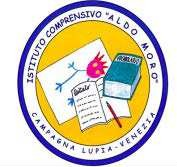 ISTITUTO COMPRENSIVO "ALDO MORO"
CAMPAGNA LUPIA-VENEZIA